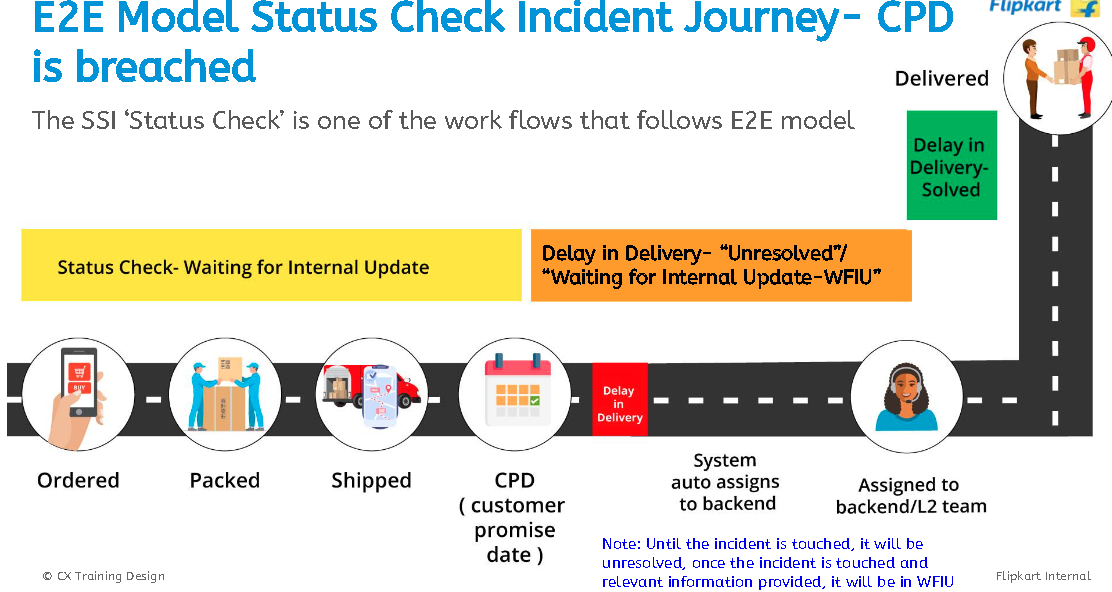 E2E Model Status Check Incident Journey- CPD
is breached
Flipkart
The SSI ‘Status Check’ is one of the work flows that follows E2E model
Delivered
Delay in
Delivery-
Solved
Status Check- Waiting for Internal Update
Delay in Delivery- “Unresolved”/
“Waiting for Internal Update-WFIU”
BUY
Delay
in
Delivery
Ordered
Packed
Shipped
CPD
( customer
promise
date )
System
auto assigns
to backend
Assigned to
backend/L2 team
Note: Until the incident is touched, it will be
unresolved, once the incident is touched and
relevant information provided, it will be in WFIU
© CX Training Design
Flipkart Internal